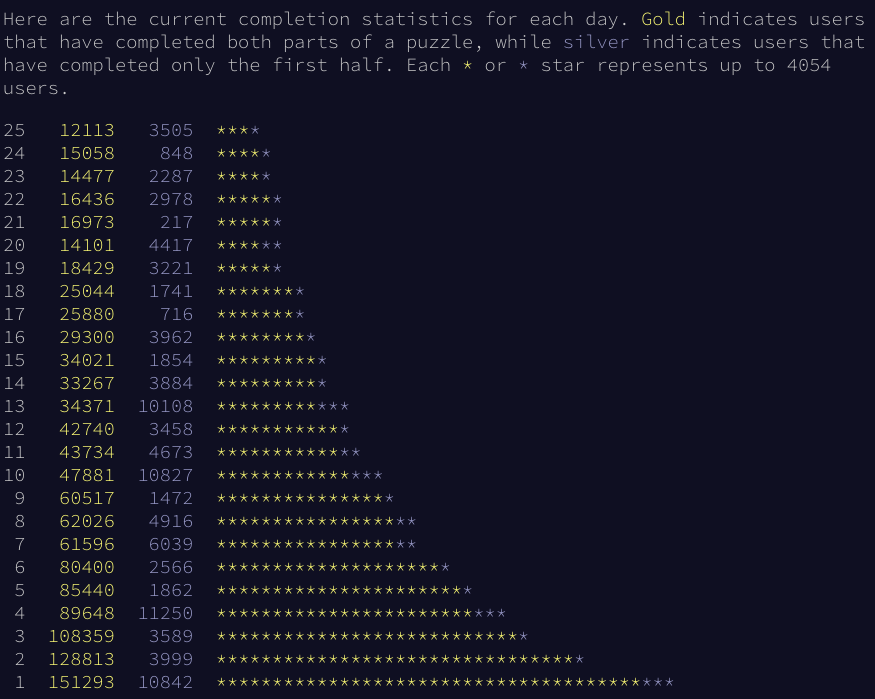 Here are the current completion statistics for each day. Gold indicates users
that have completed both parts of a puzzle, while silver indicates users that
have completed only the first half. Each * or * star represents up to 4054
users.
25 12113 3505 ****
24 15058 848 *****
23 14477 2287 *****
22 16436 2978 ******
21 16973 217 ******
20 14101 4417 ******
19 18429 3221 ******
18 25044 1741 ********
17 25880 716 ********
16 29300 3962 *********
15 34021 1854 **********
14 33267 3884 **********
13 34371 10108 ************
12 42740 3458 ************
11 43734 4673 *************
10 47881 10827 ***************
9 60517 1472 ****************
8 62026 4916 ******************
7 61596 6039 ******************
6 80400 2566 *********************
5 85440 1862 ***********************
4 89648 11250 **************************
3 108359 3589 ****************************
2 128813 3999 *********************************
1 151293 10842 *****************************************